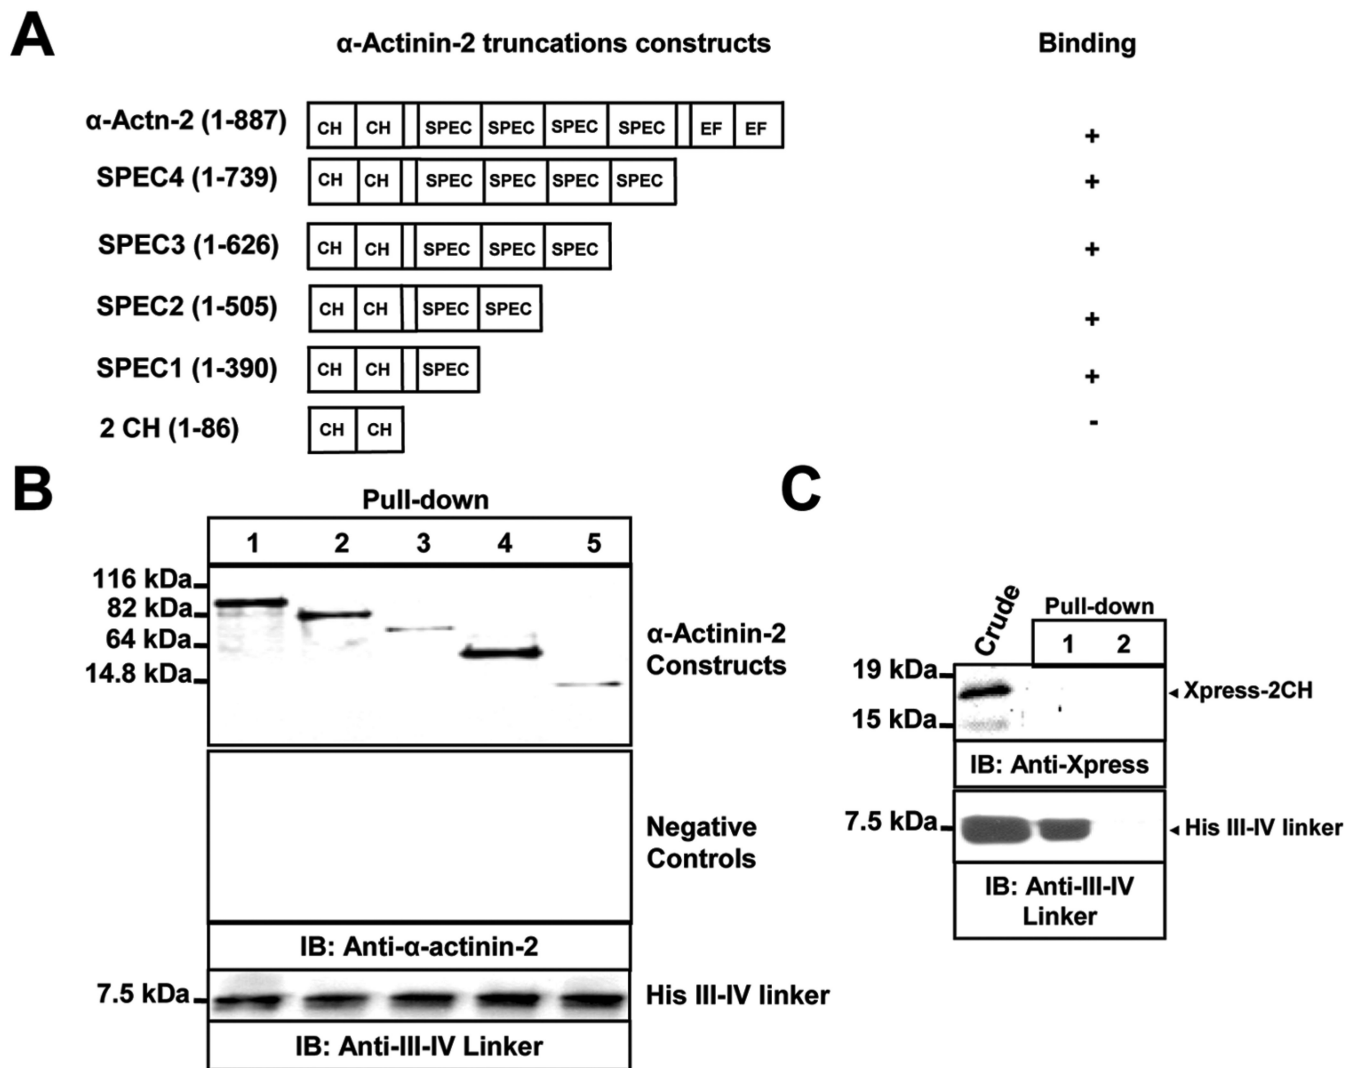 A
α-Actinin-2 truncations constructs
Binding
α-Actn-2 (1-887) CH CH SPEC SPEC SPEC SPEC EF EF +
SPEC4 (1-739) CH CH SPEC SPEC SPEC SPEC +
SPEC3 (1-626) CH CH SPEC SPEC SPEC +
SPEC2 (1-505) CH CH SPEC SPEC +
SPEC1 (1-390) CH CH SPEC +
2 CH (1-86) CH CH -
B
Pull-down
1 2 3 4 5
116 kDa
82 kDa
64 kDa
14.8 kDa
α-Actinin-2
Constructs
Negative
Controls
IB: Anti-α-actinin-2
7.5 kDa
His III-IV linker
IB: Anti-III-IV Linker
C
Crude
Pull-down
1 2
19 kDa
Xpress-2CH
15 kDa
IB: Anti-Xpress
7.5 kDa
His III-IV linker
IB: Anti-III-IV
Linker